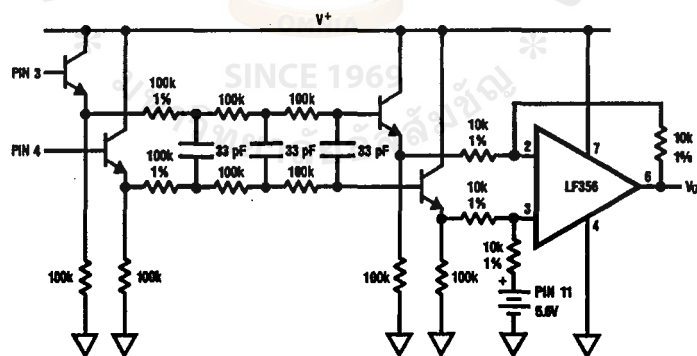 OMNIA
V+
PIN 3
SINCE 1969
100k
1%
100k
100k
PIN 4
33 pF
33 pF
33 pF
100k
1%
100k
100k
10k
1%
2
7
LF356
6
10k
1%
Vo
10k
1%
3
4
10k
1%
100k
100k
100k
100k
+
PIN 11
5.6V